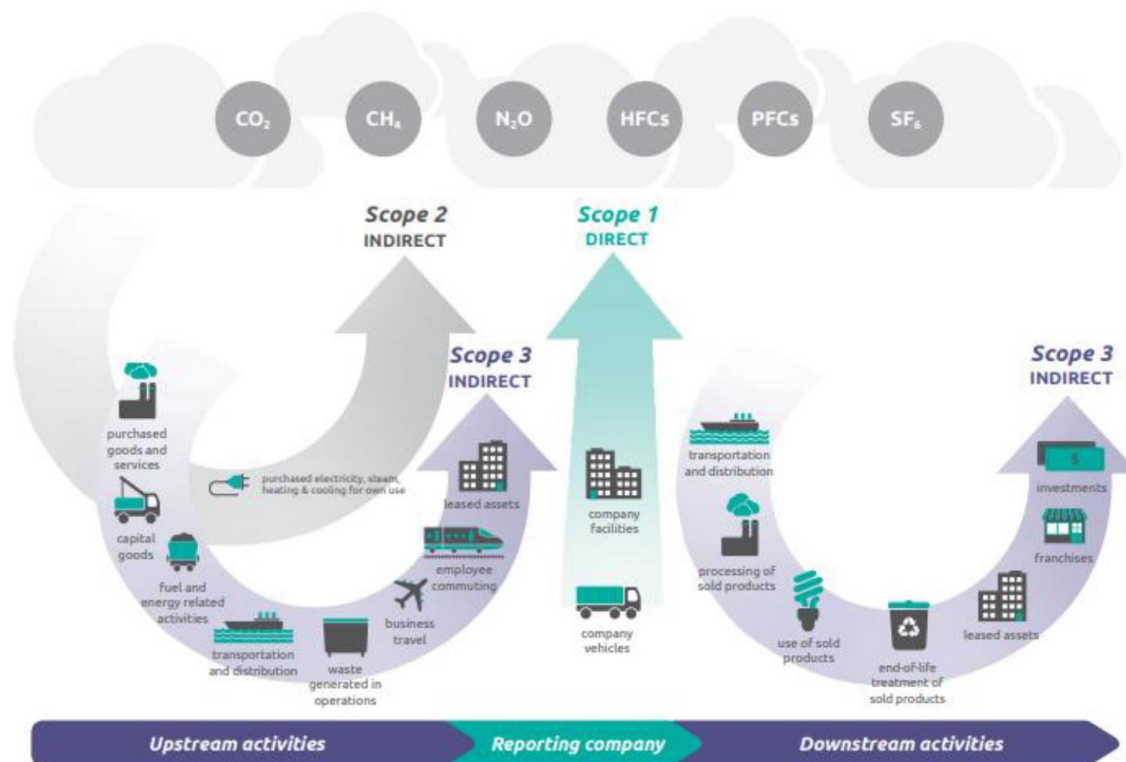 CO₂
CH₄
N₂O
HFCs
PFCs
SF₆
Scope 2
INDIRECT
Scope 1
DIRECT
Scope 3
INDIRECT
Scope 3
INDIRECT
purchased
goods and
services
capital
goods
fuel and
energy related
activities
purchased electricity, steam,
heating & cooling for own use
transportation
and distribution
waste
generated in
operations
business
travel
employee
commuting
leased assets
company
facilities
company
vehicles
transportation
and distribution
processing of
sold products
use of sold
products
end-of-life
treatment of
sold products
leased assets
franchises
$
investments
Upstream activities
Reporting company
Downstream activities